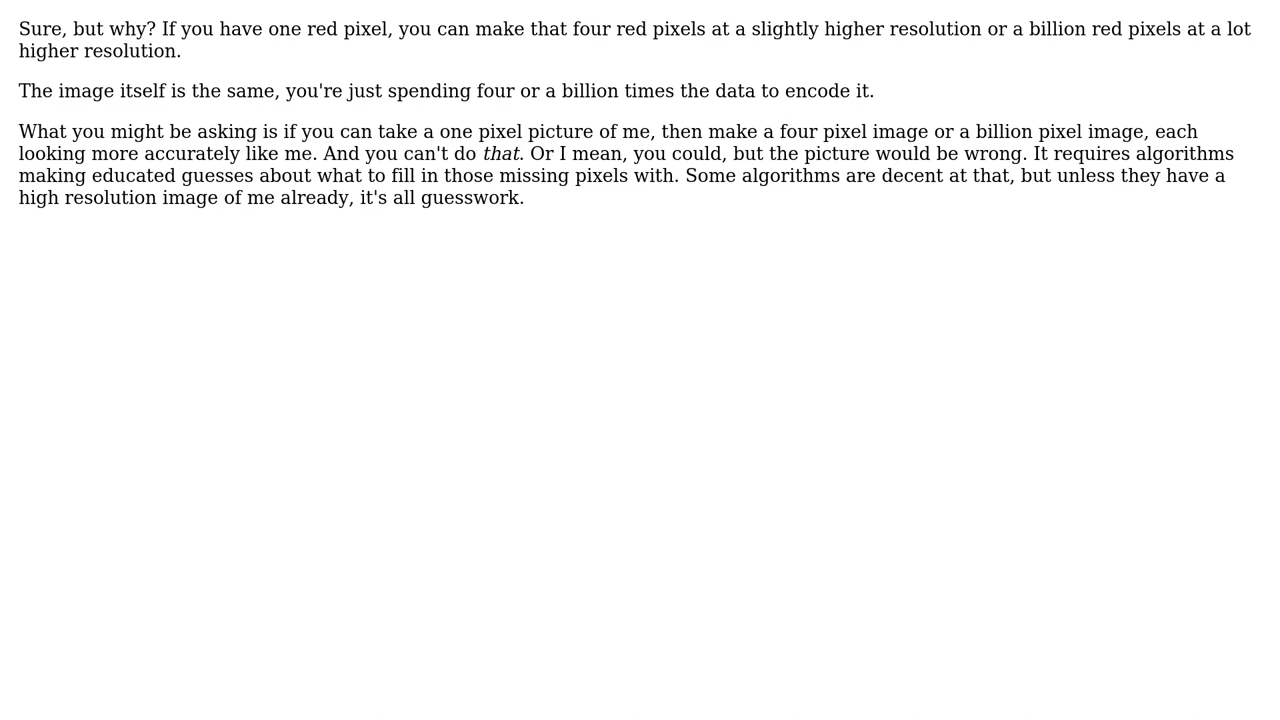 Sure, but why? If you have one red pixel, you can make that four red pixels at a slightly higher resolution or a billion red pixels at a lot
higher resolution.
The image itself is the same, you're just spending four or a billion times the data to encode it.
What you might be asking is if you can take a one pixel picture of me, then make a four pixel image or a billion pixel image, each
looking more accurately like me. And you can't do that. Or I mean, you could, but the picture would be wrong. It requires algorithms
making educated guesses about what to fill in those missing pixels with. Some algorithms are decent at that, but unless they have a
high resolution image of me already, it's all guesswork.